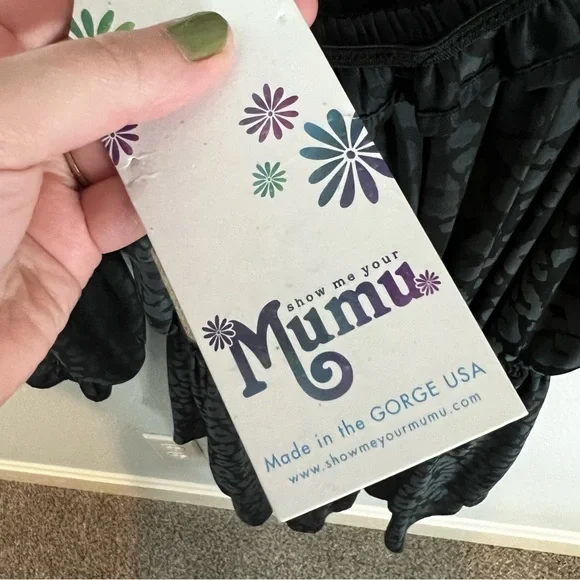 show me your
Mumu
Made in the GORGE USA
www.showmeyourmumu.com